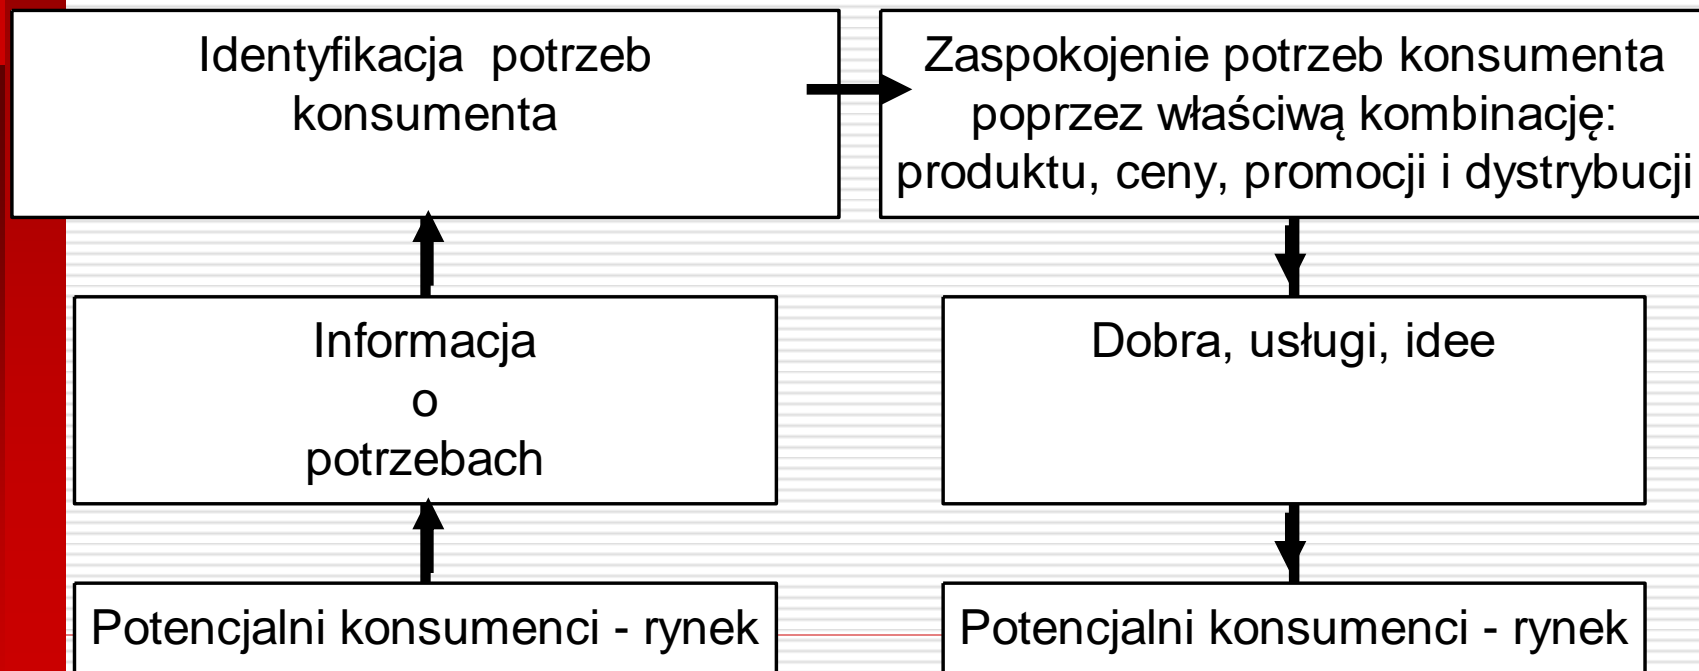 Identyfikacja potrzeb
konsumenta
Zaspokojenie potrzeb konsumenta
poprzez właściwą kombinację:
produktu, ceny, promocji i dystrybucji
Informacja
o
potrzebach
Dobra, usługi, idee
Potencjalni konsumenci - rynek
Potencjalni konsumenci - rynek